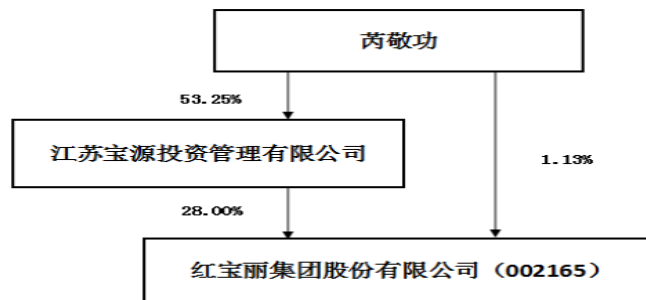 芮敬功
53.25%
江苏宝源投资管理有限公司
1.13%
28.00%
红宝丽集团股份有限公司（002165）